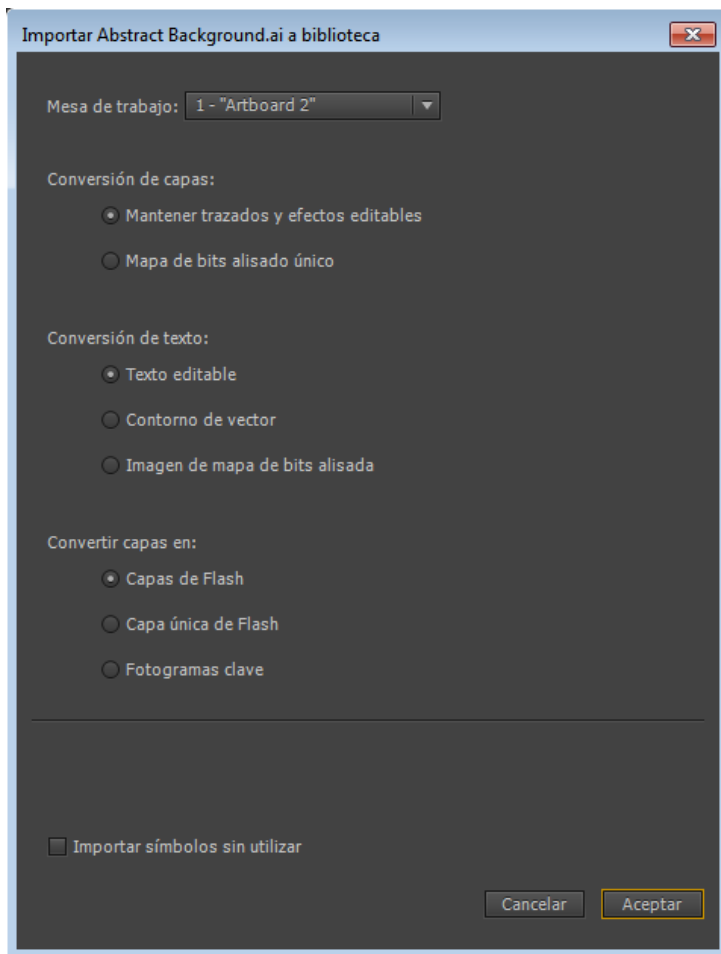 Importar Abstract Background.ai a biblioteca
Mesa de trabajo: 1 - "Artboard 2"
Conversión de capas:
Mantener trazados y efectos editables
Mapa de bits alisado único
Conversión de texto:
Texto editable
Contorno de vector
Imagen de mapa de bits alisada
Convertir capas en:
Capas de Flash
Capa única de Flash
Fotogramas clave
Importar símbolos sin utilizar
Cancelar Aceptar